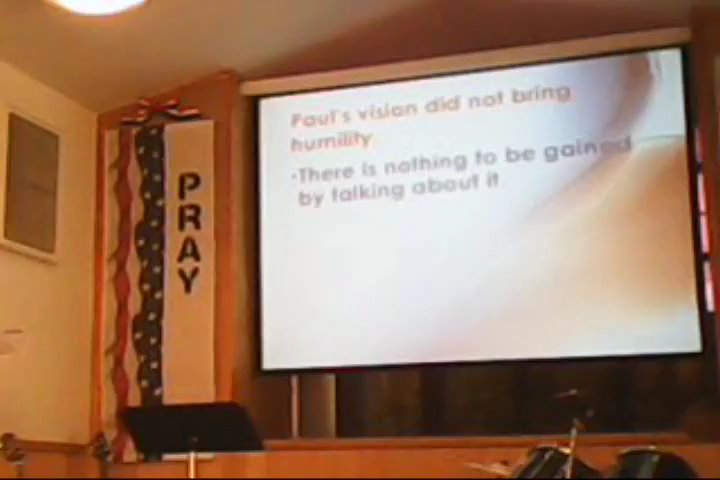 PRAY
Paul's vision did not bring
humility
•There is nothing to be gained
by talking about it